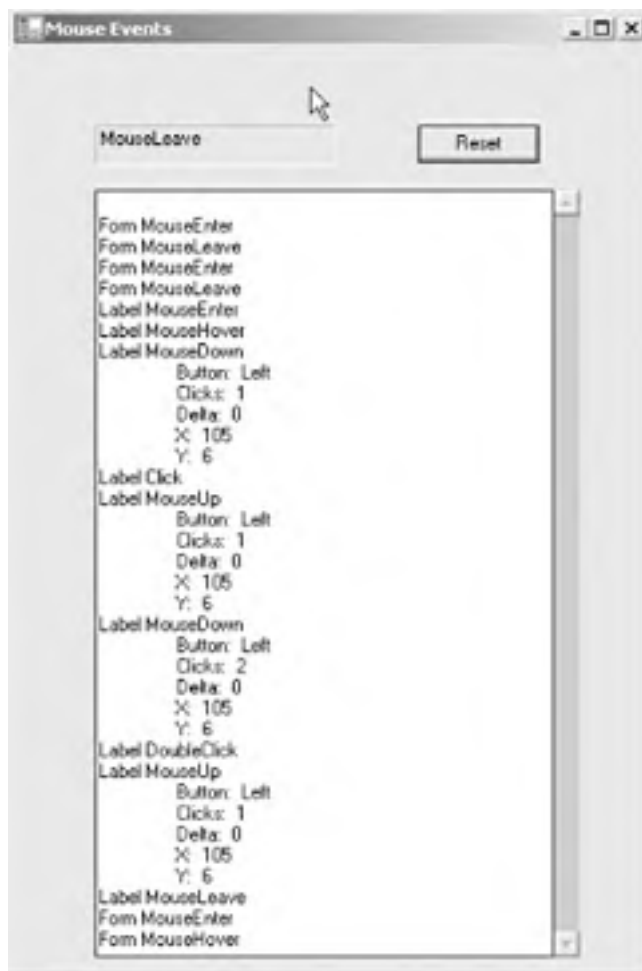 Mouse Events
MouseLeave
Reset
Form MouseEnter
Form MouseLeave
Form MouseEnter
Form MouseLeave
Label MouseEnter
Label MouseHover
Label MouseDown
Button: Left
Clicks: 1
Delta: 0
X: 105
Y: 6
Label Click
Label MouseUp
Button: Left
Clicks: 1
Delta: 0
X: 105
Y: 6
Label MouseDown
Button: Left
Clicks: 2
Delta: 0
X: 105
Y: 6
Label DoubleClick
Label MouseUp
Button: Left
Clicks: 1
Delta: 0
X: 105
Y: 6
Label MouseLeave
Form MouseEnter
Form MouseHover